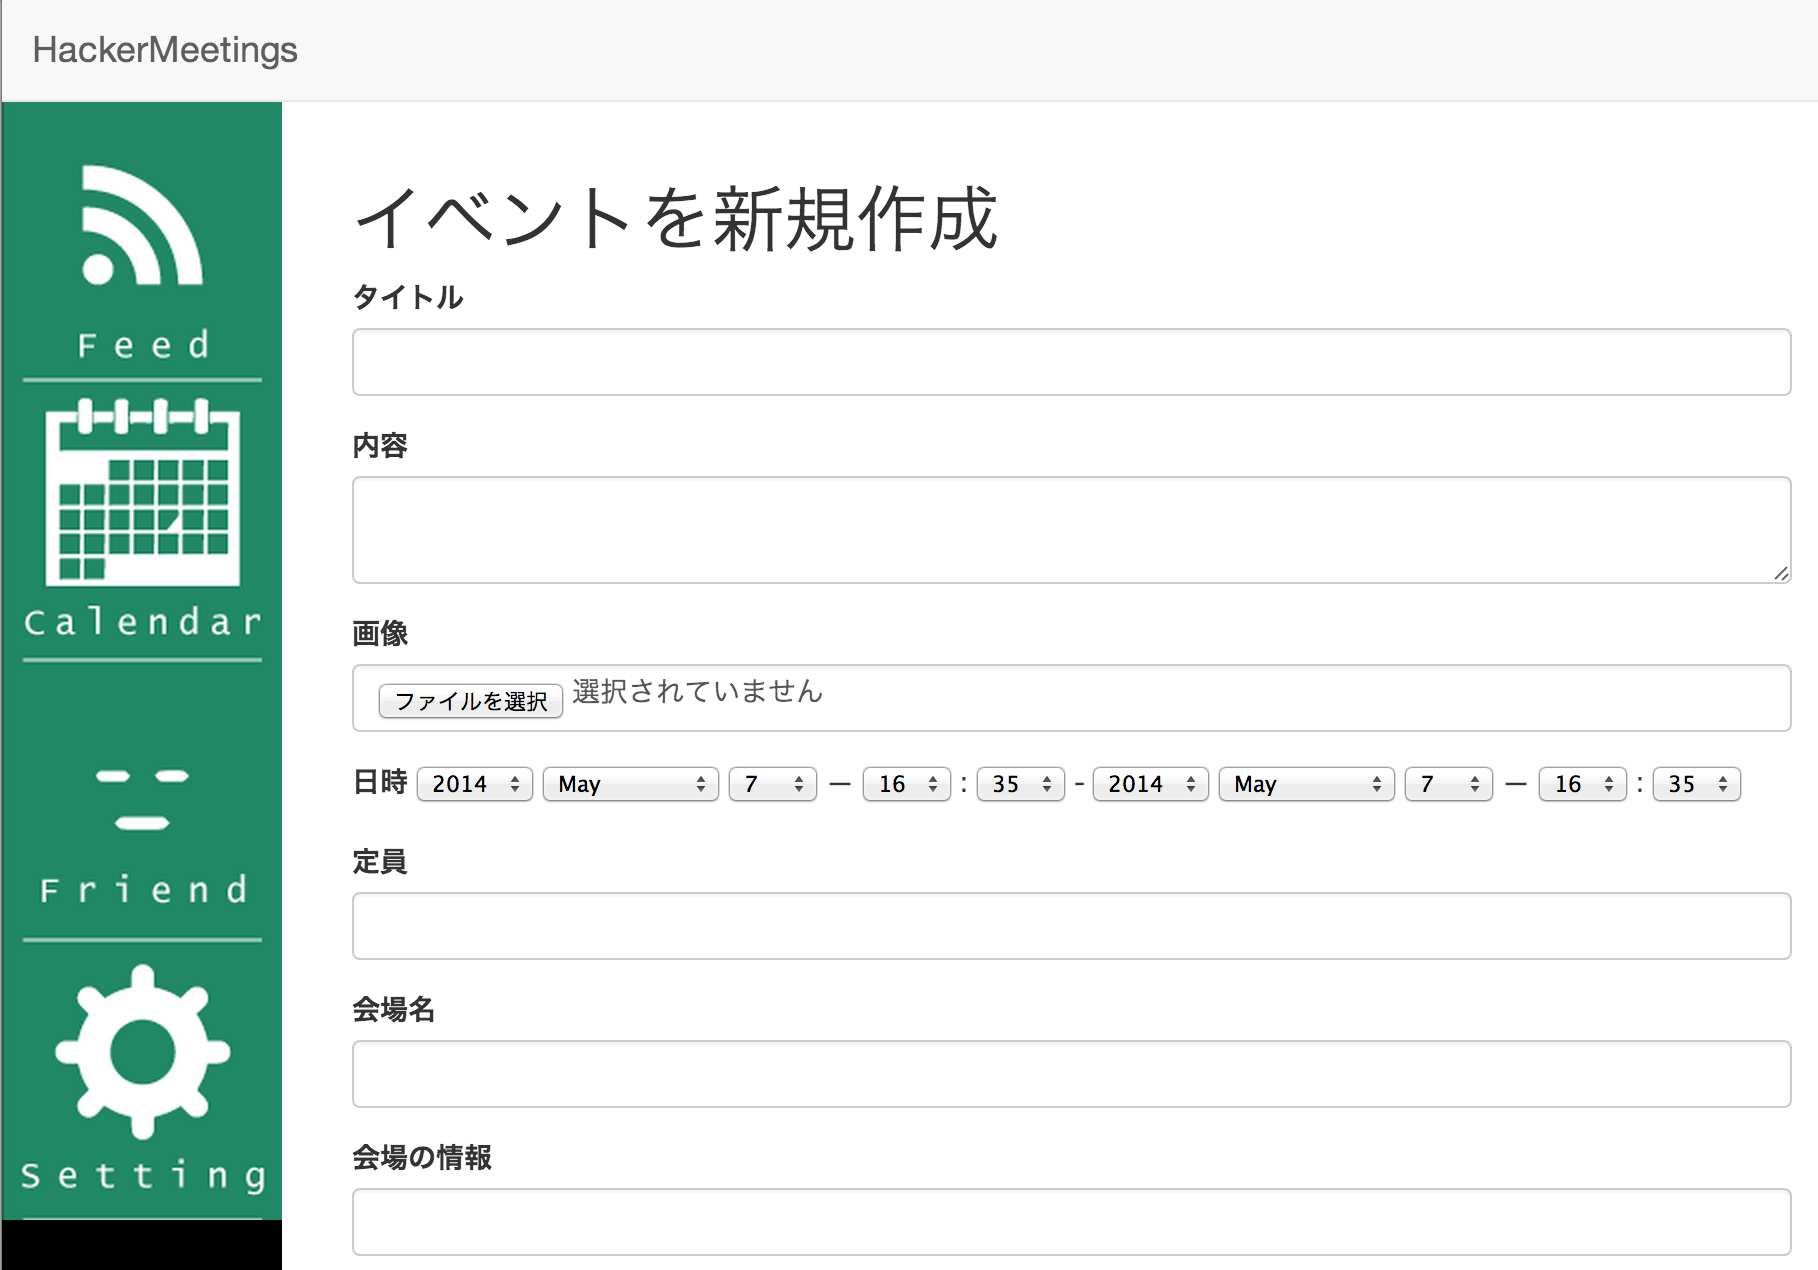 HackerMeetings
Feed
Calendar
Friend
Setting
イベントを新規作成
タイトル
内容
画像
ファイルを選択 選択されていません
日時 2014 May 7 — 16 : 35 - 2014 May 7 — 16 : 35
定員
会場名
会場の情報